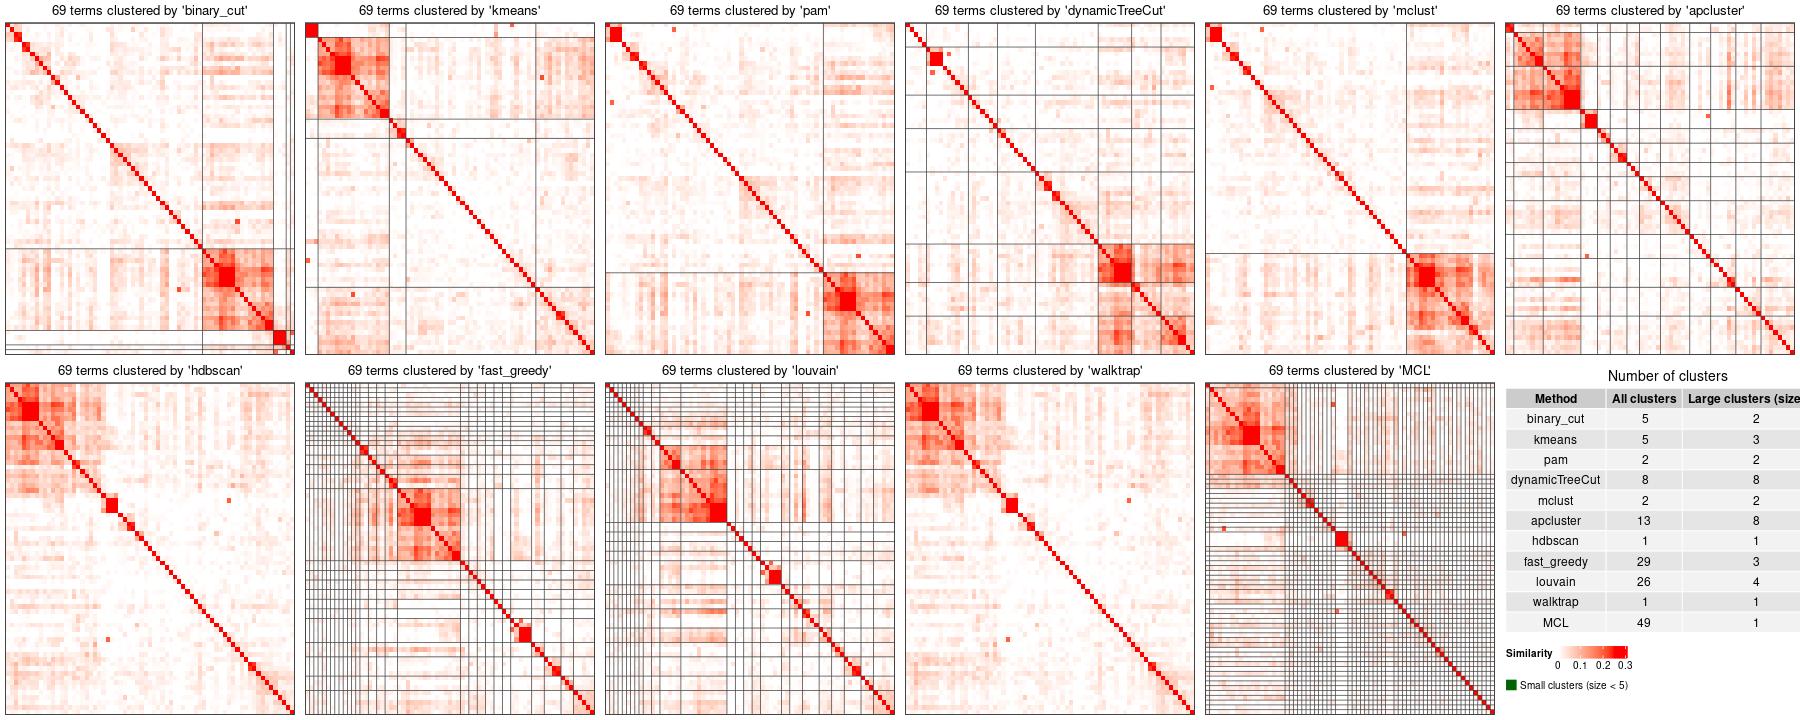 69 terms clustered by 'binary_cut'
69 terms clustered by 'kmeans'
69 terms clustered by 'pam'
69 terms clustered by 'dynamicTreeCut'
69 terms clustered by 'mclust'
69 terms clustered by 'apcluster'
69 terms clustered by 'hdbscan'
69 terms clustered by 'fast_greedy'
69 terms clustered by 'louvain'
69 terms clustered by 'walktrap'
69 terms clustered by 'MCL'
Number of clusters
Method All clusters Large clusters (size
binary_cut 5 2
kmeans 5 3
pam 2 2
dynamicTreeCut 8 8
mclust 2 2
apcluster 13 8
hdbscan 1 1
fast_greedy 29 3
louvain 26 4
walktrap 1 1
MCL 49 1
Similarity
0 0.1 0.2 0.3
Small clusters (size < 5)